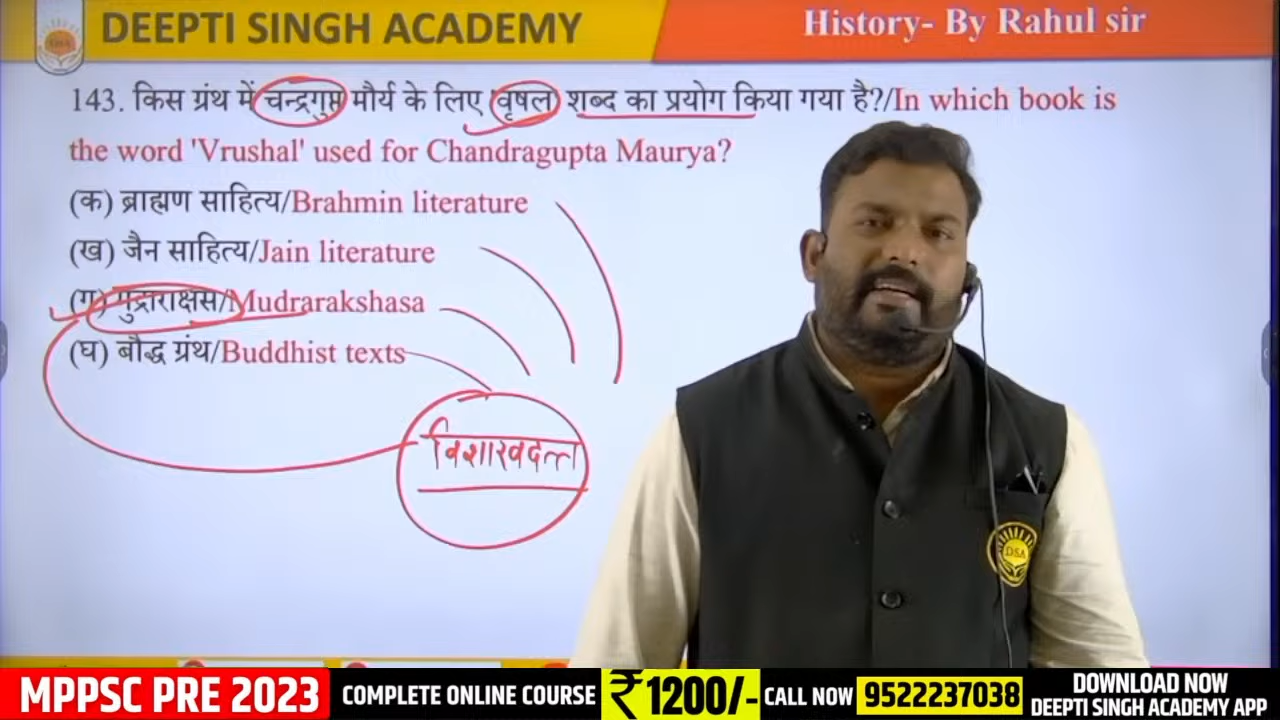 DEEPTI SINGH ACADEMY
History- By Rahul sir
143. किस ग्रंथ में चन्द्रगुप्त मौर्य के लिए वृषल शब्द का प्रयोग किया गया है?/In which book is
the word 'Vrushal' used for Chandragupta Maurya?
(क) ब्राह्मण साहित्य/Brahmin literature
(ख) जैन साहित्य/Jain literature
(ग) मुद्राराक्षस/Mudrarakshasa
(घ) बौद्ध ग्रंथ/Buddhist texts
विशाखदत्त
DSA
MPPSC PRE 2023
COMPLETE ONLINE COURSE
₹1200/-
CALL NOW
9522237038
DOWNLOAD NOW
DEEPTI SINGH ACADEMY APP